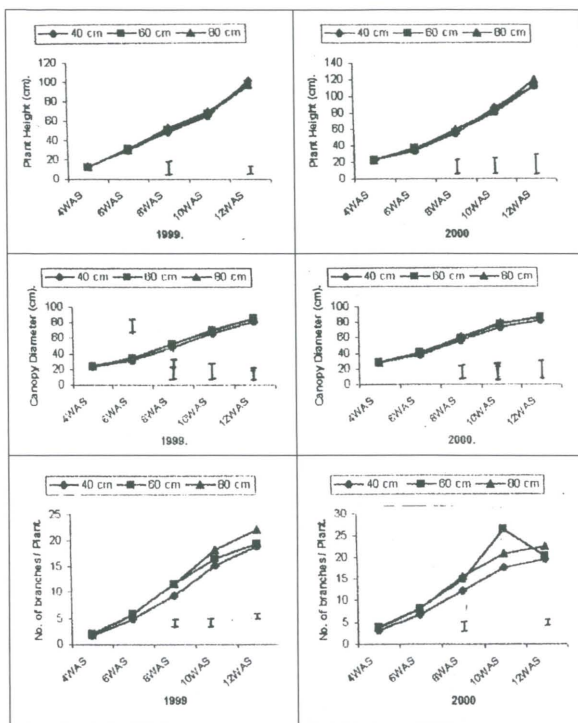 40 cm 60 cm 80 cm
Plant Height (cm).
120
100
80
60
40
20
0
4WAS 6WAS 8WAS 10WAS 12WAS
1999.
40 cm 60 cm 80 cm
Plant Height (cm).
140
120
100
80
60
40
20
0
4WAS 6WAS 8WAS 10WAS 12WAS
2000
40 cm 60 cm 80 cm
Canopy Diameter (cm).
100
80
60
40
20
0
4WAS 6WAS 8WAS 10WAS 12WAS
1999.
40 cm 60 cm 60 cm
Canopy Diameter (cm).
100
80
60
40
20
0
4WAS 6WAS 8WAS 10WAS 12WAS
2000.
40 cm 60 cm 80 cm
No. of branches / Plant.
25
20
15
10
5
0
4WAS 6WAS 8WAS 10WAS 12WAS
1999
40 cm 60 cm 80 cm
No. of branches / Plant.
30
25
20
15
10
5
0
4WAS 6WAS 8WAS 10WAS 12WAS
2000